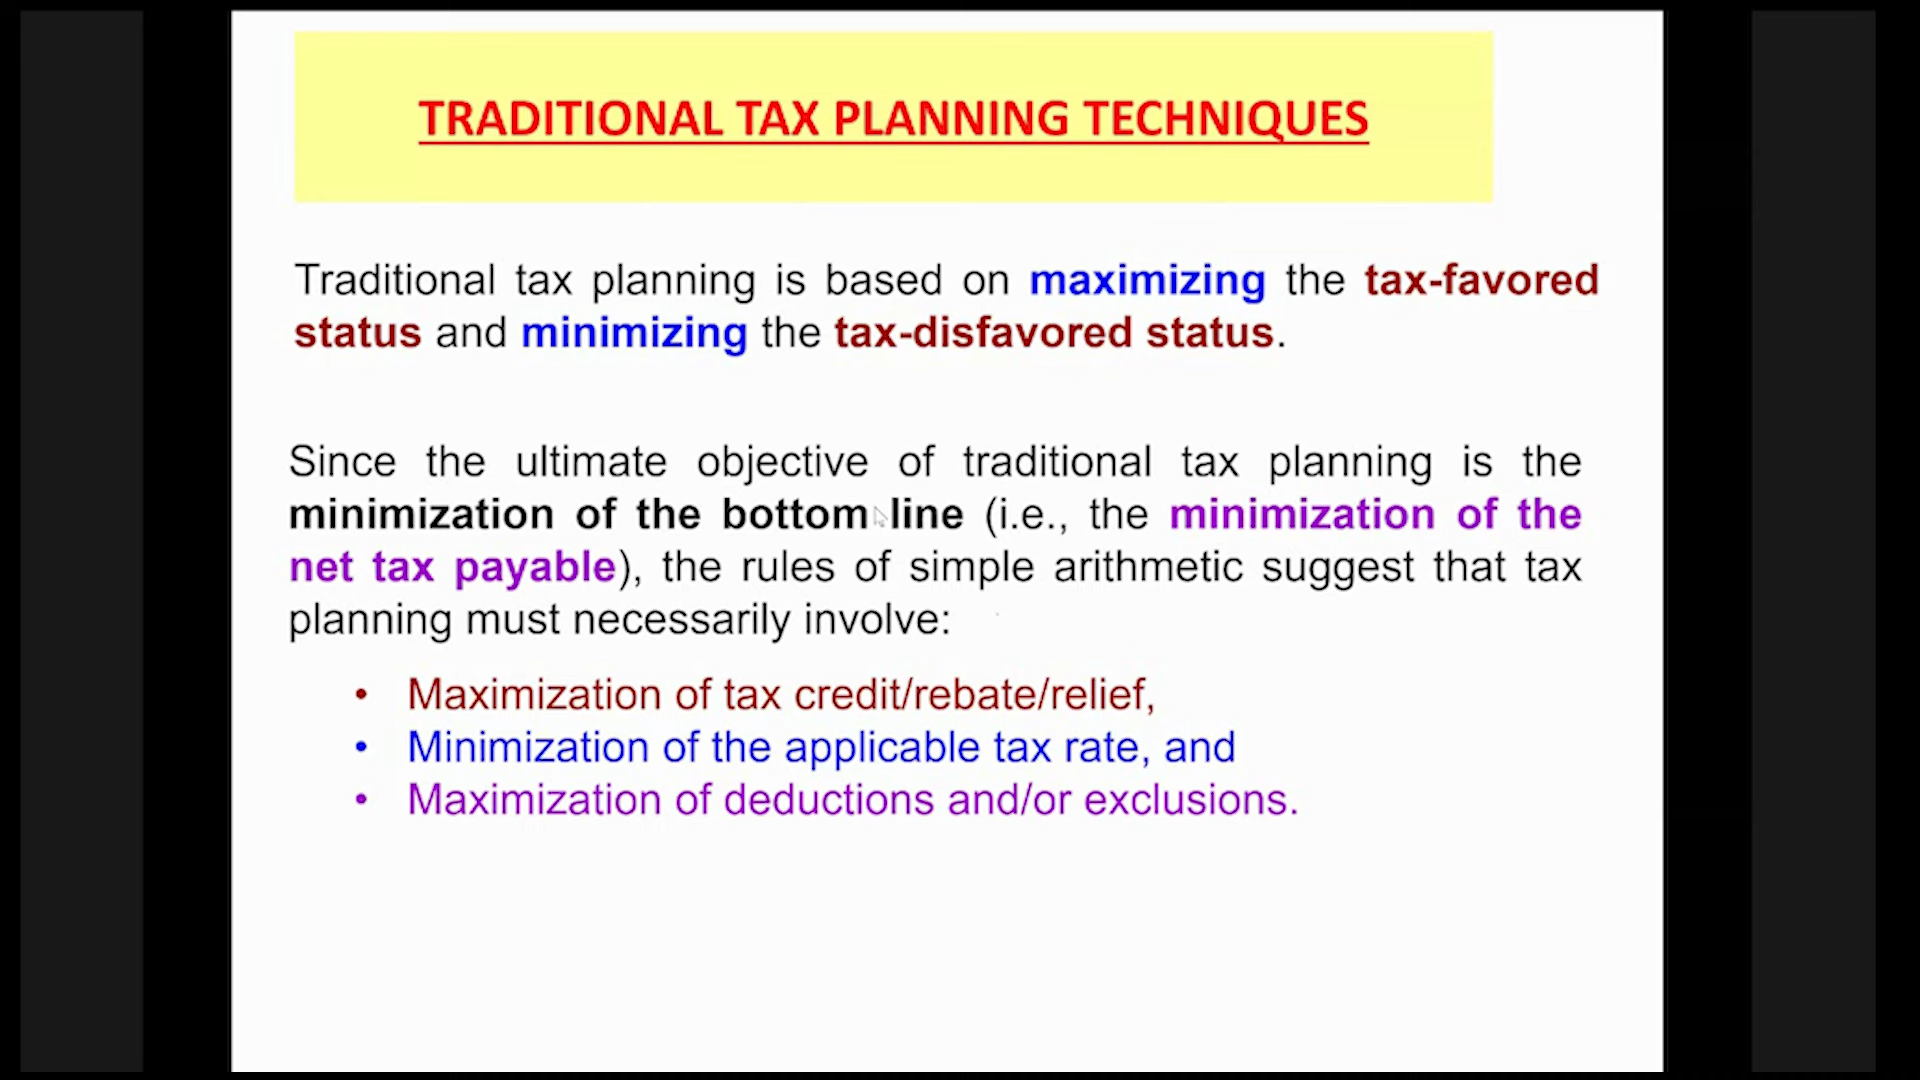 TRADITIONAL TAX PLANNING TECHNIQUES
Traditional tax planning is based on maximizing the tax-favored
status and minimizing the tax-disfavored status.
Since the ultimate objective of traditional tax planning is the
minimization of the bottom line (i.e., the minimization of the
net tax payable), the rules of simple arithmetic suggest that tax
planning must necessarily involve:
• Maximization of tax credit/rebate/relief,
• Minimization of the applicable tax rate, and
• Maximization of deductions and/or exclusions.